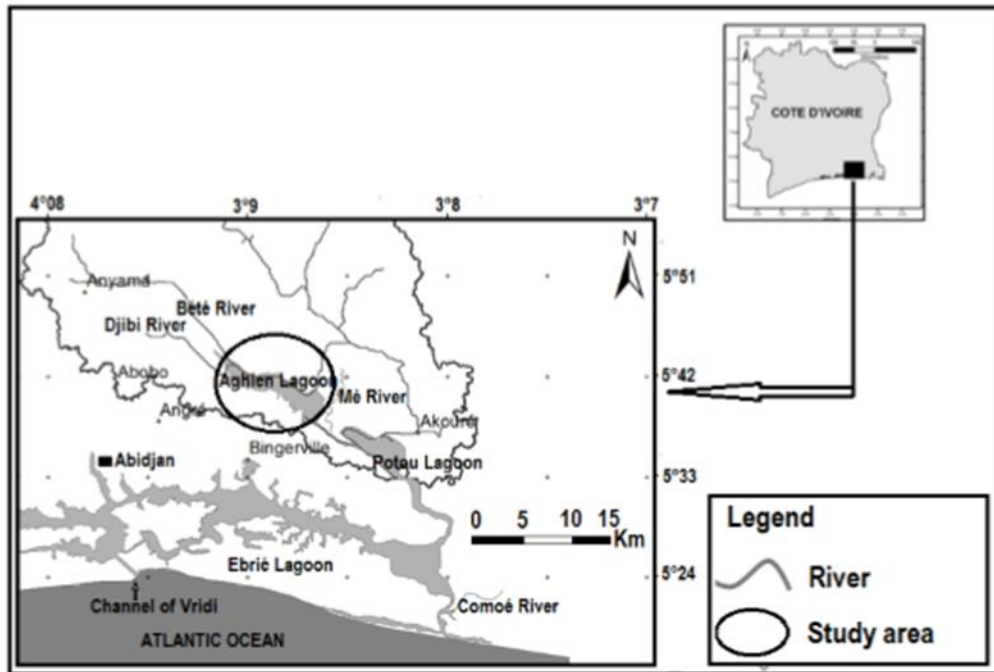 N
COTE D'IVOIRE
4°08 3°9 3°8 3°7
N
Anyama
5°51
Bété River
Djibi River
Abobo
Aghien Lagoon
5°42
Mé River
Angré
Akouré
Bingerville
Potou Lagoon
Abidjan
5°33
0 5 10 15
Km
Legend
Ebrié Lagoon
5°24
River
Channel of Vridi
Comoé River
Study area
ATLANTIC OCEAN